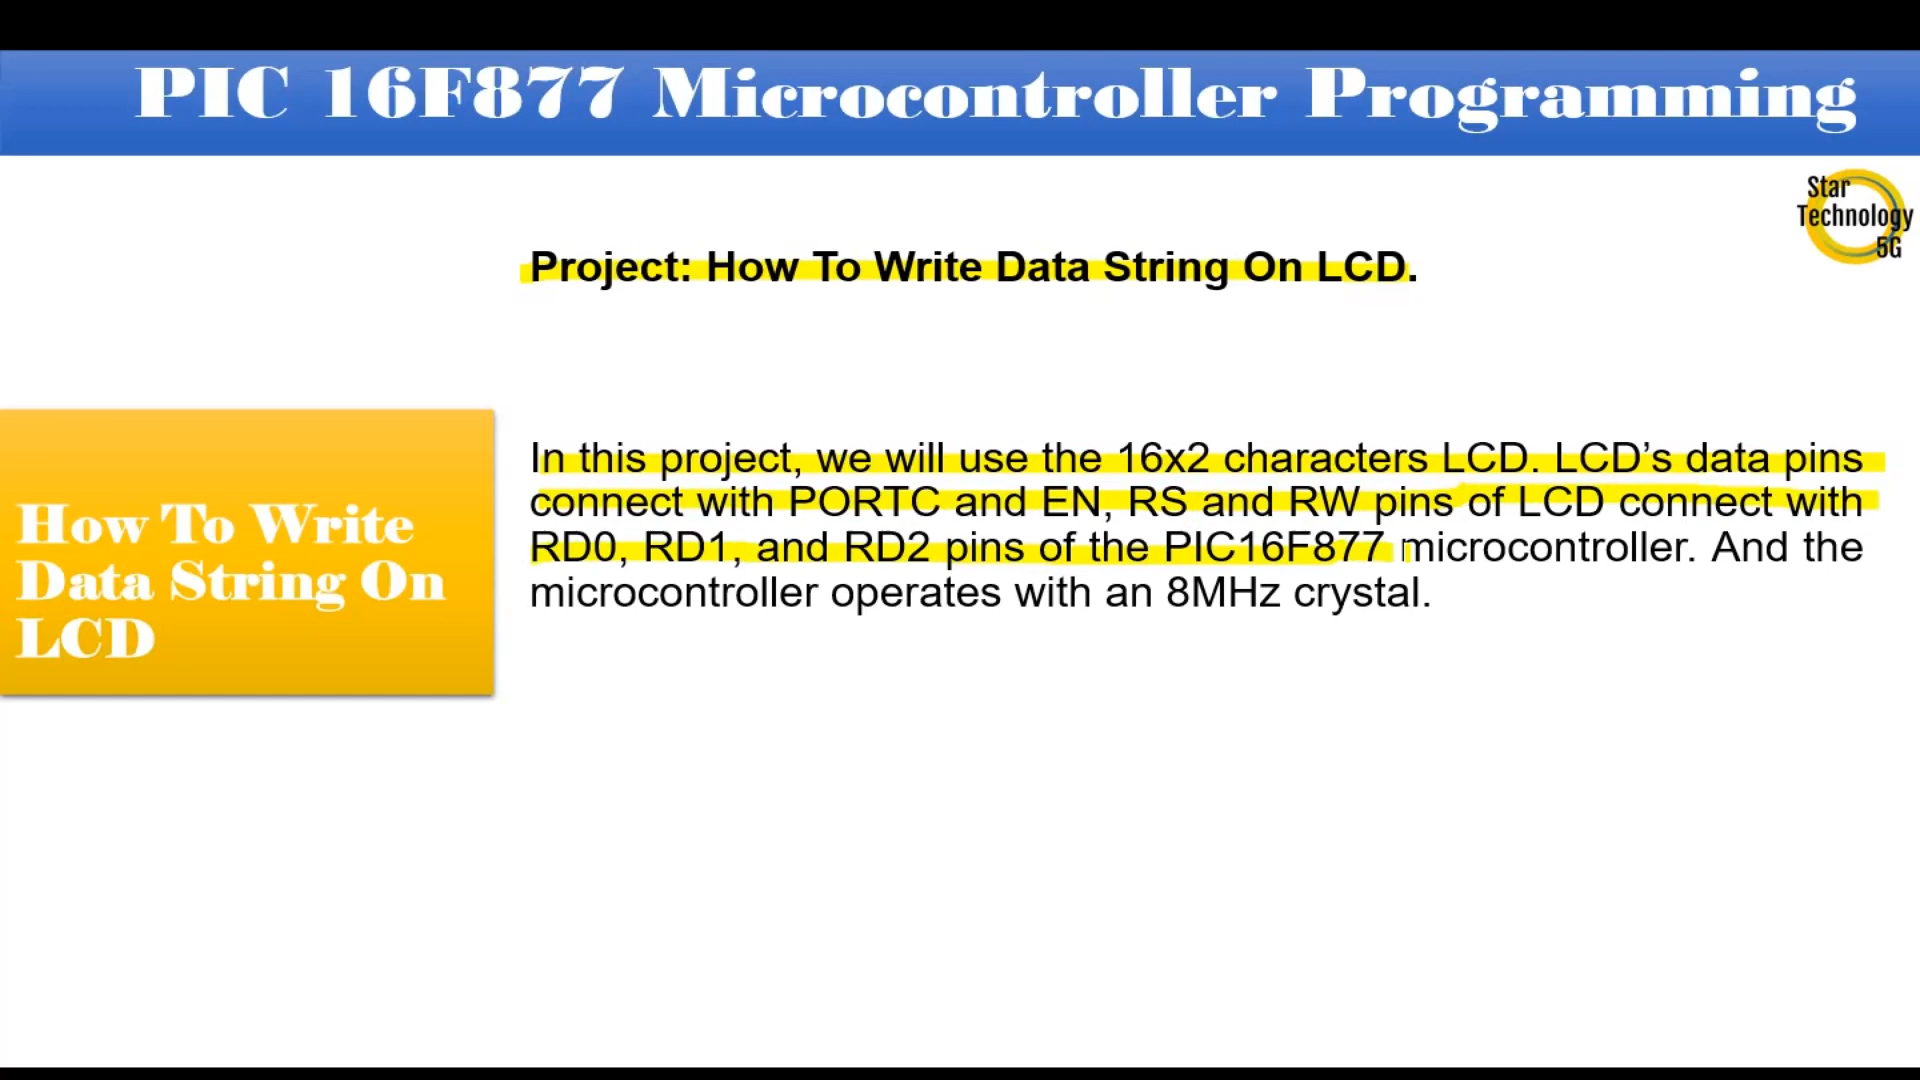 PIC 16F877 Microcontroller Programming
Star
Technology
5G
Project: How To Write Data String On LCD.
How To Write
Data String On
LCD
In this project, we will use the 16x2 characters LCD. LCD’s data pins
connect with PORTC and EN, RS and RW pins of LCD connect with
RD0, RD1, and RD2 pins of the PIC16F877 microcontroller. And the
microcontroller operates with an 8MHz crystal.